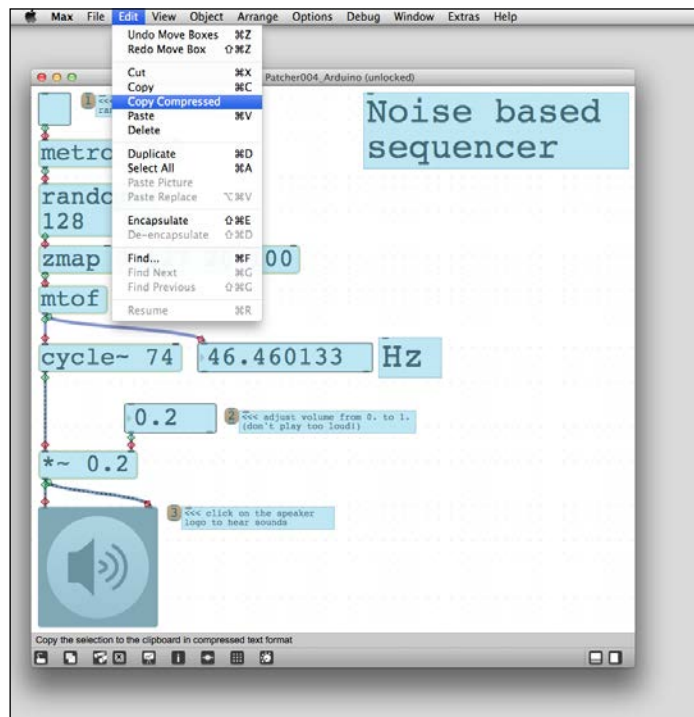 Max File Edit View Object Arrange Options Debug Window Extras Help
Undo Move Boxes ⌘Z
Redo Move Box ⇧⌘Z
Cut ⌘X
Copy ⌘C
Copy Compressed
Paste ⌘V
Delete
Duplicate ⌘D
Select All ⌘A
Paste Picture
Paste Replace ⌥⌘V
Encapsulate ⇧⌘E
De-encapsulate ⇧⌘D
Find... ⌘F
Find Next ⌘G
Find Previous ⇧⌘G
Resume ⌘R
Patcher004_Arduino (unlocked)
1 <<<
Noise based
sequencer
metro
128
zmap 00
mtof
cycle~ 74 46.460133 Hz
0.2
2 <<< adjust volume from 0. to 1.
(don't play too loud!)
*~ 0.2
3 <<< click on the speaker
logo to hear sounds
Copy the selection to the clipboard in compressed text format